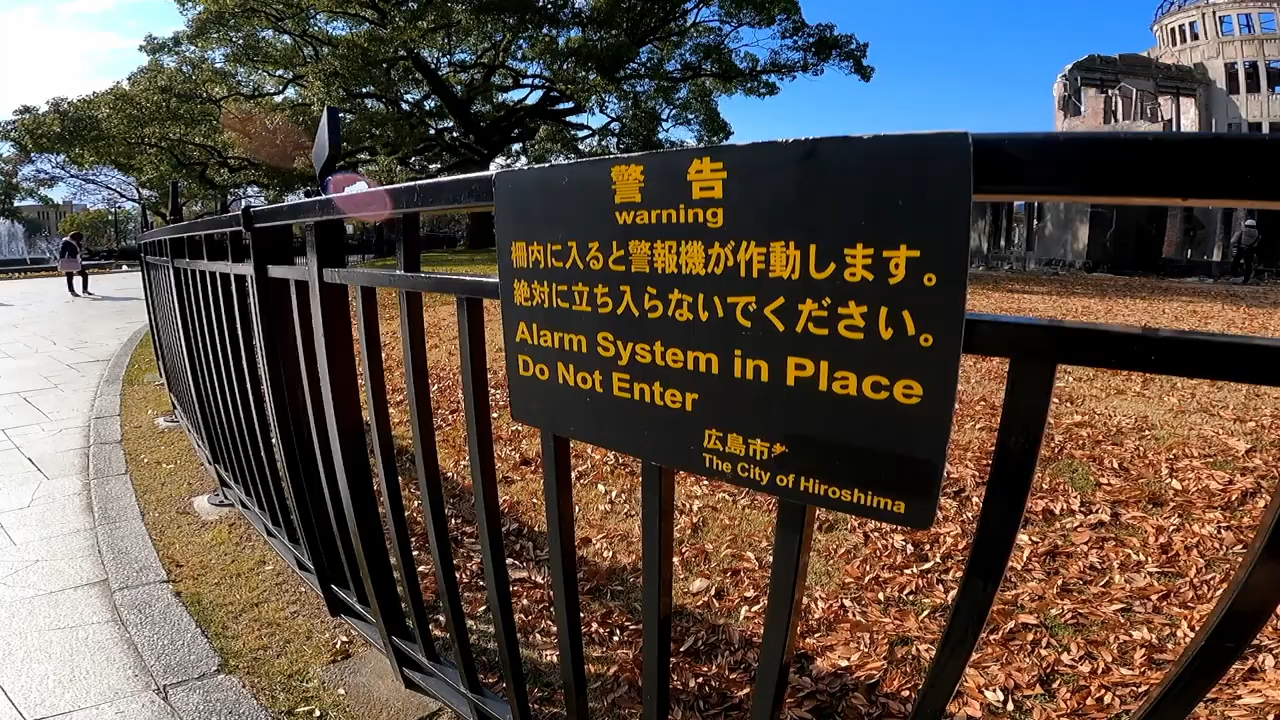 警 告
warning
柵内に入ると警報機が作動します。
絶対に立ち入らないでください。
Alarm System in Place
Do Not Enter
広島市
The City of Hiroshima